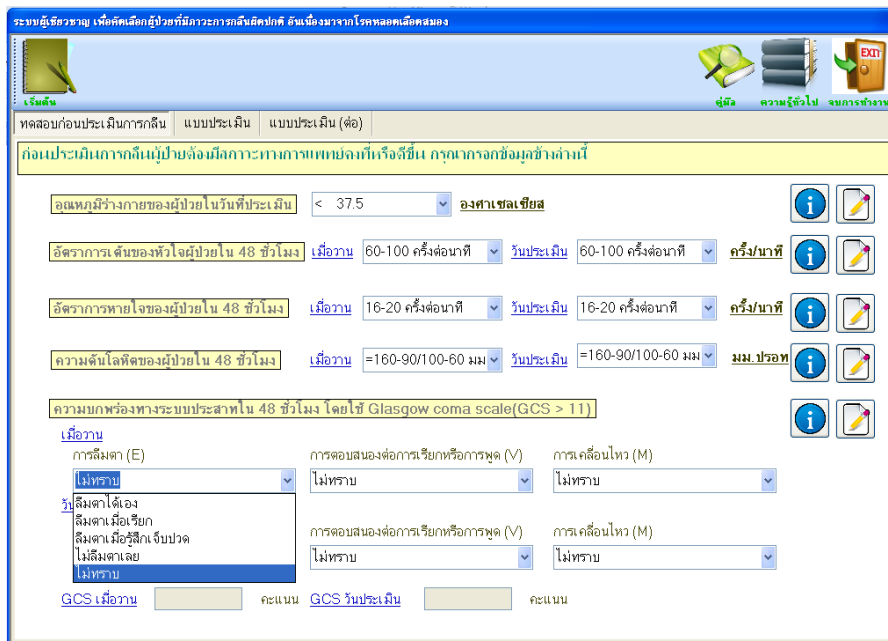 ระบบผู้เชี่ยวชาญ เพื่อคัดเลือกผู้ป่วยที่มีภาวะการกลืนผิดปกติ อันเนื่องมาจากโรคหลอดเลือดสมอง
เริ่มต้น
คู่มือ ความรู้ทั่วไป จบการทำงาน
ทดสอบก่อนประเมินการกลืน แบบประเมิน แบบประเมิน (ต่อ)
ก่อนประเมินการกลืนผู้ป่วยต้องมีสภาวะทางการแพทย์คงที่หรือดีขึ้น กรุณากรอกข้อมูลข้างล่างนี้
อุณหภูมิร่างกายของผู้ป่วยในวันที่ประเมิน < 37.5 องศาเซลเซียส
อัตราการเต้นของหัวใจผู้ป่วยใน 48 ชั่วโมง เมื่อวาน 60-100 ครั้งต่อนาที วันประเมิน 60-100 ครั้งต่อนาที ครั้ง/นาที
อัตราการหายใจของผู้ป่วยใน 48 ชั่วโมง เมื่อวาน 16-20 ครั้งต่อนาที วันประเมิน 16-20 ครั้งต่อนาที ครั้ง/นาที
ความดันโลหิตของผู้ป่วยใน 48 ชั่วโมง เมื่อวาน =160-90/100-60 มม วันประเมิน =160-90/100-60 มม มม.ปรอท
ความบกพร่องทางระบบประสาทใน 48 ชั่วโมง โดยใช้ Glasgow coma scale(GCS > 11)
เมื่อวาน
การลืมตา (E) การตอบสนองต่อการเรียกหรือการพูด (V) การเคลื่อนไหว (M)
ไม่ทราบ ไม่ทราบ ไม่ทราบ
วั ลืมตาได้เอง
ลืมตาเมื่อเรียก
ลืมตาเมื่อรู้สึกเจ็บปวด การตอบสนองต่อการเรียกหรือการพูด (V) การเคลื่อนไหว (M)
ไม่ลืมตาเลย ไม่ทราบ ไม่ทราบ
ไม่ทราบ
GCS เมื่อวาน คะแนน GCS วันประเมิน คะแนน